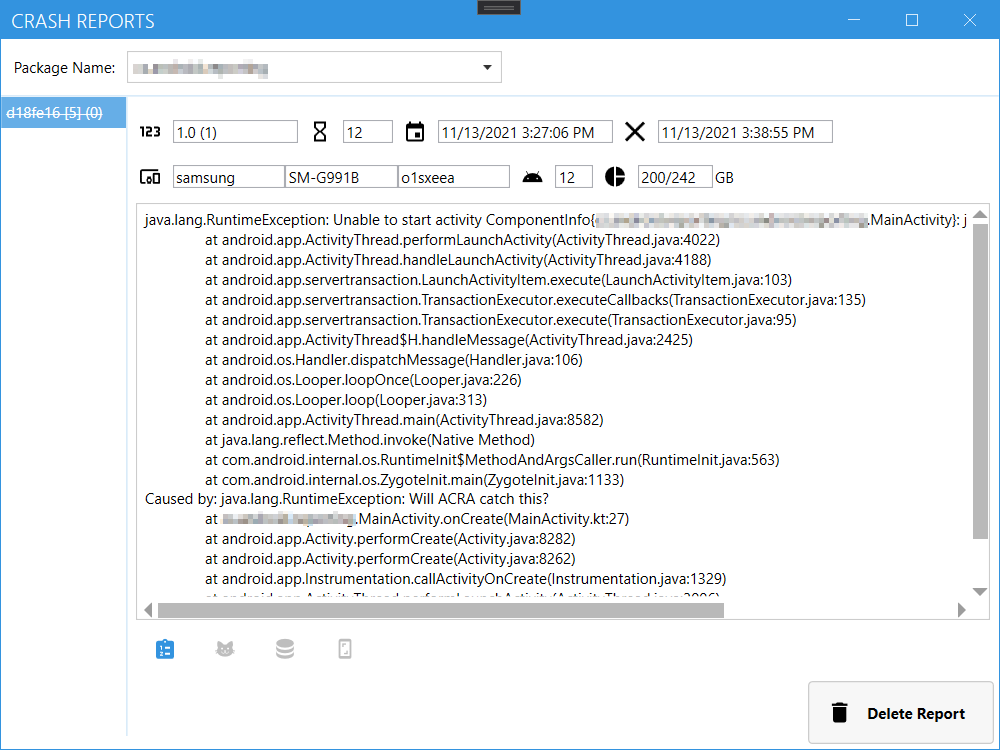 CRASH REPORTS
Package Name:
d18fe16 [5] (0)
123 1.0 (1) 12 11/13/2021 3:27:06 PM 11/13/2021 3:38:55 PM
samsung SM-G991B o1sxeea 12 200/242 GB
java.lang.RuntimeException: Unable to start activity ComponentInfo{ .MainActivity}: j
at android.app.ActivityThread.performLaunchActivity(ActivityThread.java:4022)
at android.app.ActivityThread.handleLaunchActivity(ActivityThread.java:4188)
at android.app.servertransaction.LaunchActivityItem.execute(LaunchActivityItem.java:103)
at android.app.servertransaction.TransactionExecutor.executeCallbacks(TransactionExecutor.java:135)
at android.app.servertransaction.TransactionExecutor.execute(TransactionExecutor.java:95)
at android.app.ActivityThread$H.handleMessage(ActivityThread.java:2425)
at android.os.Handler.dispatchMessage(Handler.java:106)
at android.os.Looper.loopOnce(Looper.java:226)
at android.os.Looper.loop(Looper.java:313)
at android.app.ActivityThread.main(ActivityThread.java:8582)
at java.lang.reflect.Method.invoke(Native Method)
at com.android.internal.os.RuntimeInit$MethodAndArgsCaller.run(RuntimeInit.java:563)
at com.android.internal.os.ZygoteInit.main(ZygoteInit.java:1133)
Caused by: java.lang.RuntimeException: Will ACRA catch this?
at .MainActivity.onCreate(MainActivity.kt:27)
at android.app.Activity.performCreate(Activity.java:8282)
at android.app.Activity.performCreate(Activity.java:8262)
at android.app.Instrumentation.callActivityOnCreate(Instrumentation.java:1329)
Delete Report